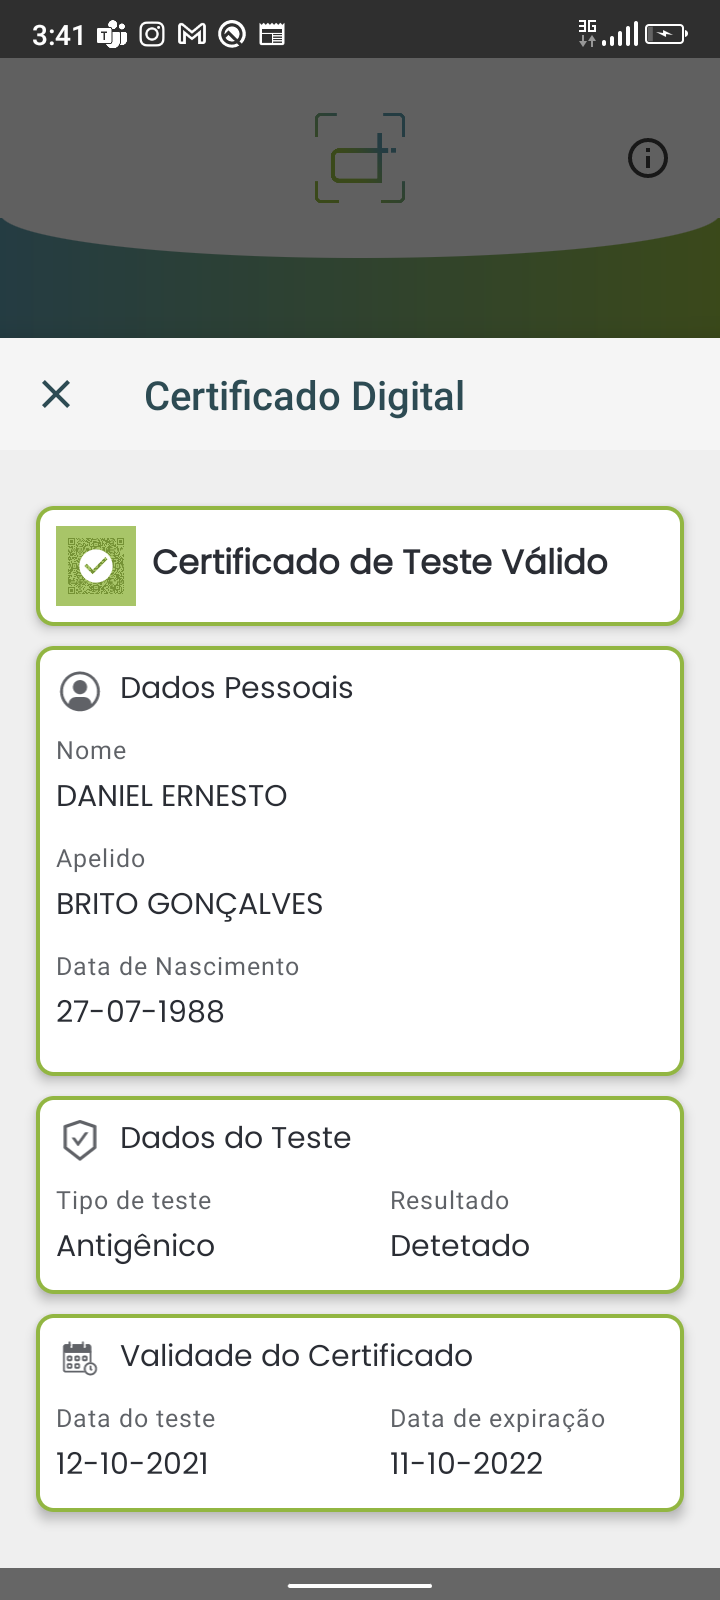 3:41
3G
Certificado Digital
Certificado de Teste Válido
Dados Pessoais
Nome
DANIEL ERNESTO
Apelido
BRITO GONÇALVES
Data de Nascimento
27-07-1988
Dados do Teste
Tipo de teste
Resultado
Antigênico
Detetado
Validade do Certificado
Data do teste
Data de expiração
12-10-2021
11-10-2022